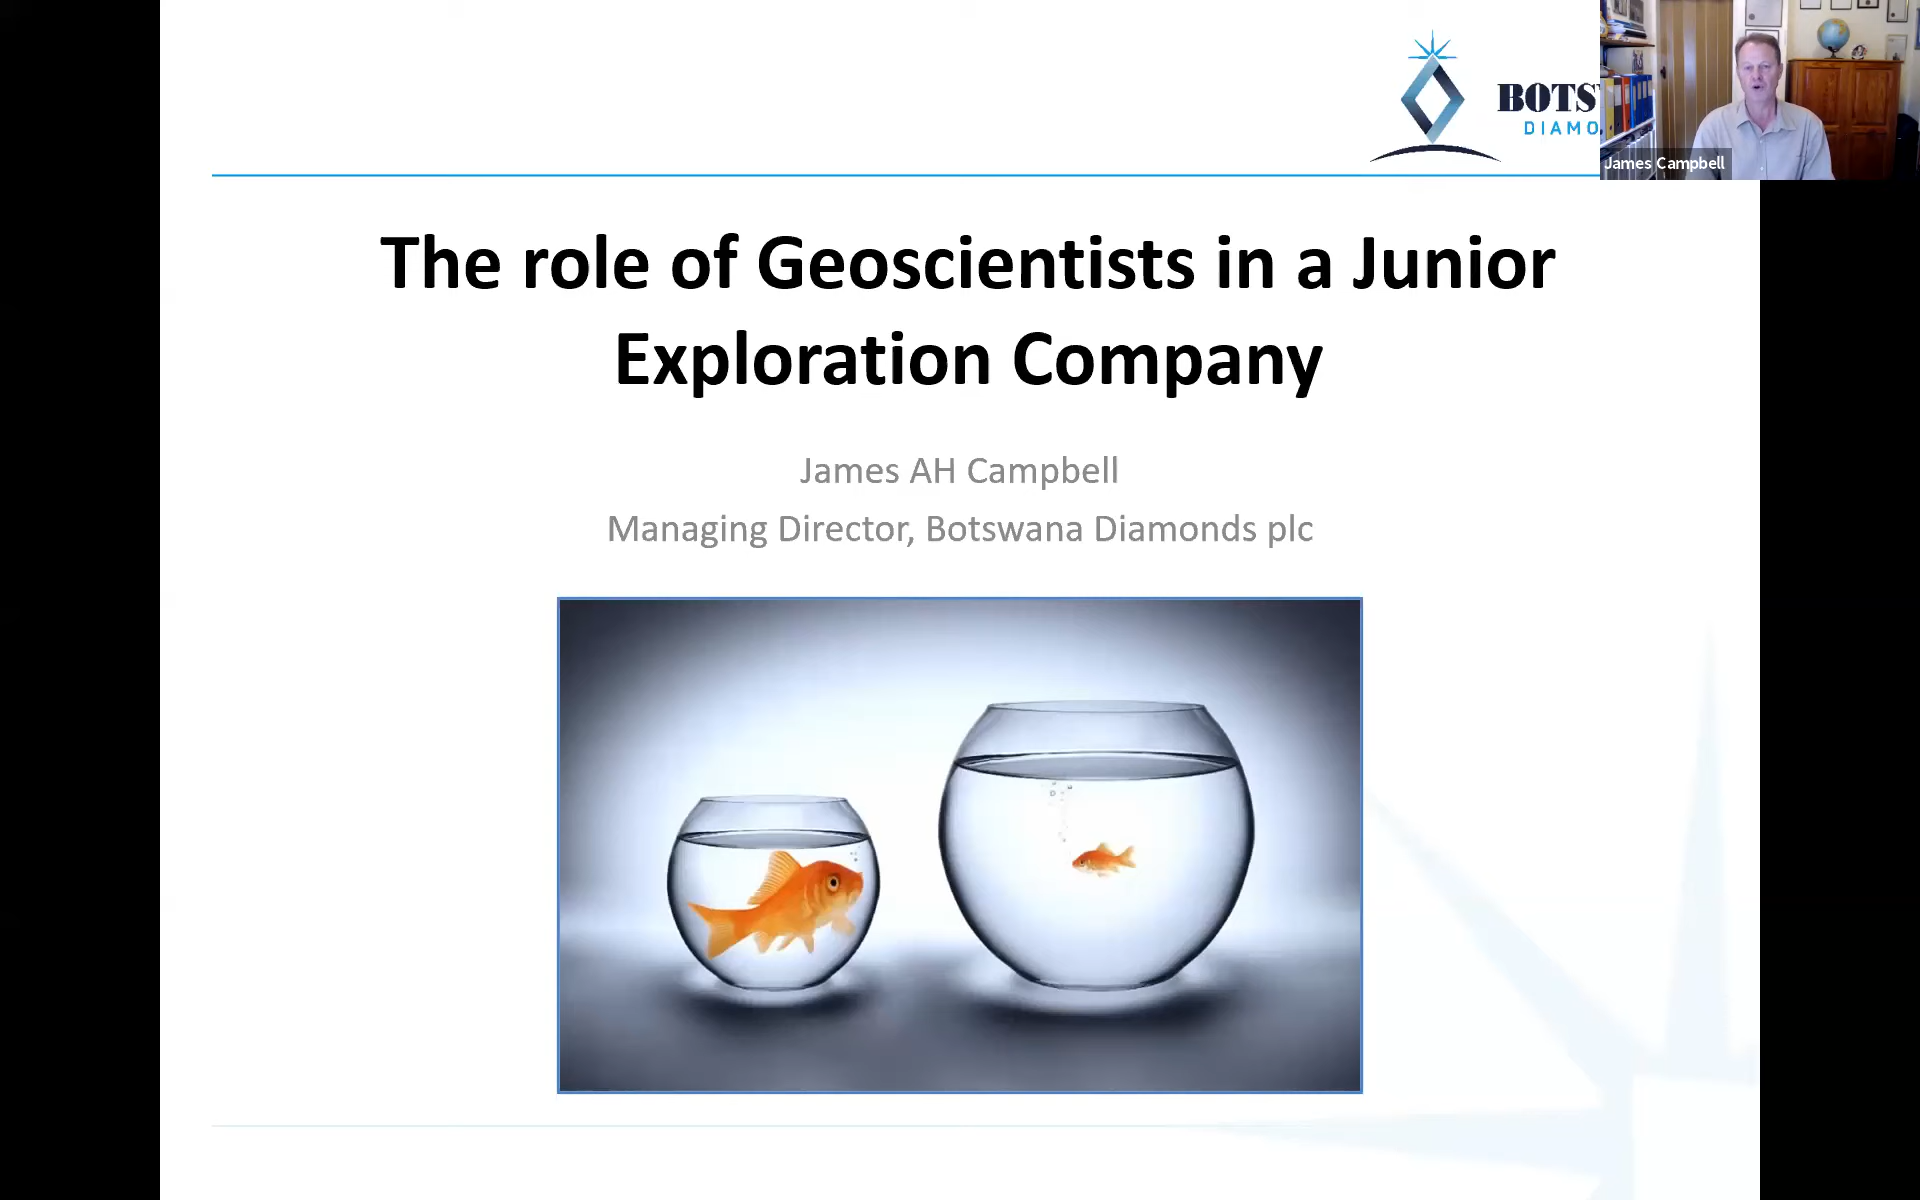 BOTS
DIAMO
James Campbell
The role of Geoscientists in a Junior
Exploration Company
James AH Campbell
Managing Director, Botswana Diamonds plc